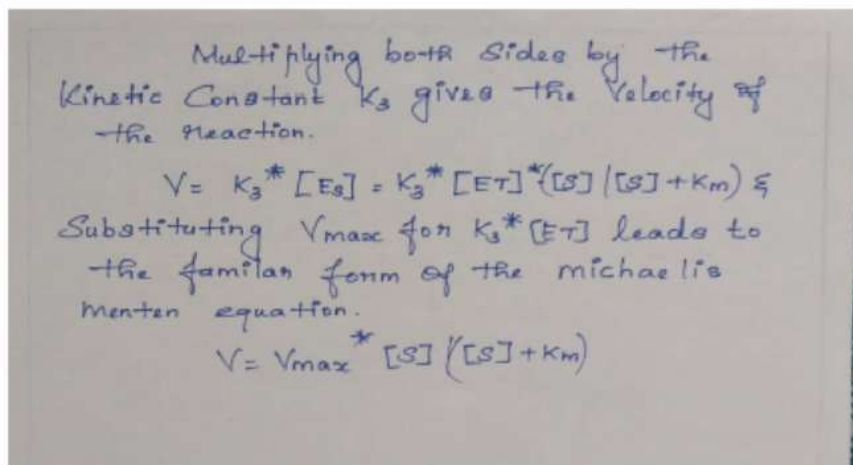 Multiplying both sides by the
Kinetic Constant K₃ gives the Velocity of
the reaction.
V= K₃* [Es] = K₃* [ET]*([S] / [S] + Km) &
Substituting Vmax for K₃* [ET] leads to
the familar form of the michaelis
menten equation.
V= Vmax* [S] / ([S] + Km)